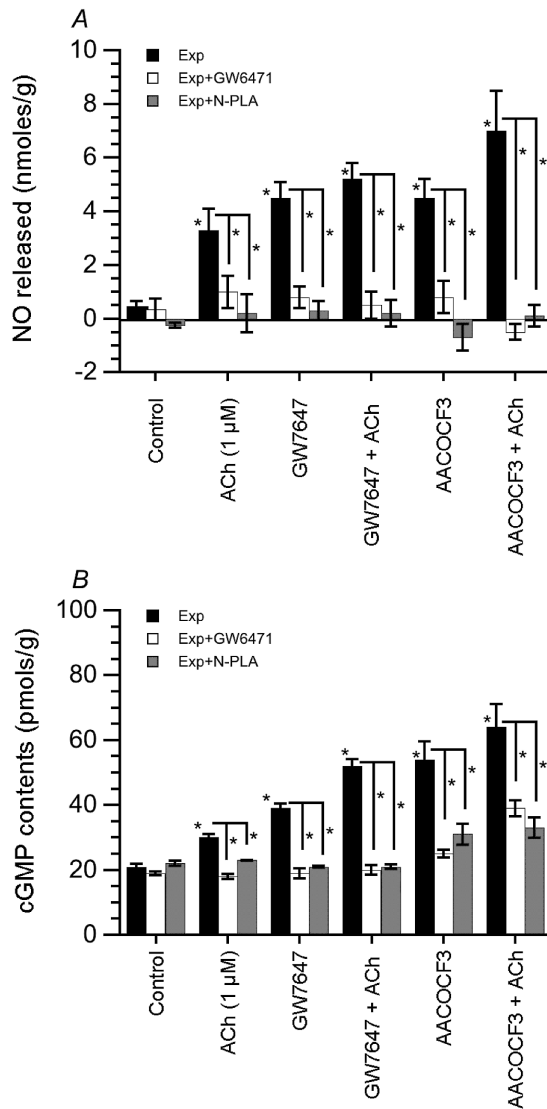 A
Exp
Exp+GW6471
Exp+N-PLA
NO released (nmoles/g)
10
8
6
4
2
0
-2
* * * * * * * * * * * * * * *
Control
ACh (1 µM)
GW7647
GW7647 + ACh
AACOCF3
AACOCF3 + ACh
B
Exp
Exp+GW6471
Exp+N-PLA
cGMP contents (pmols/g)
100
80
60
40
20
0
* * * * * * * * * * * * * * *
Control
ACh (1 µM)
GW7647
GW7647 + ACh
AACOCF3
AACOCF3 + ACh